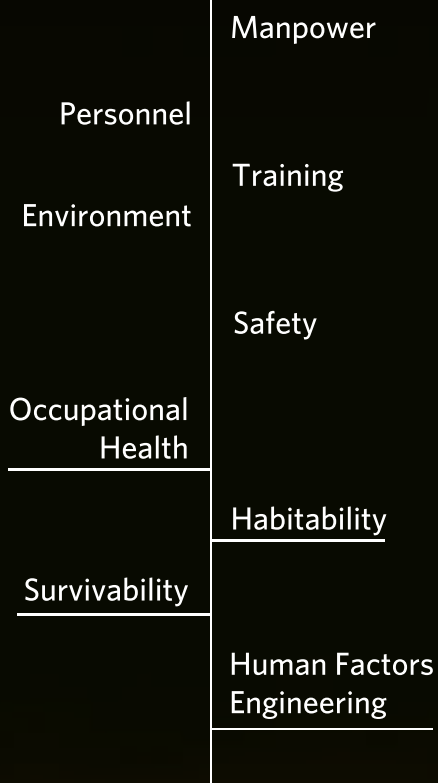 Manpower
Personnel
Training
Environment
Safety
Occupational
Health
Habitability
Survivability
Human Factors
Engineering